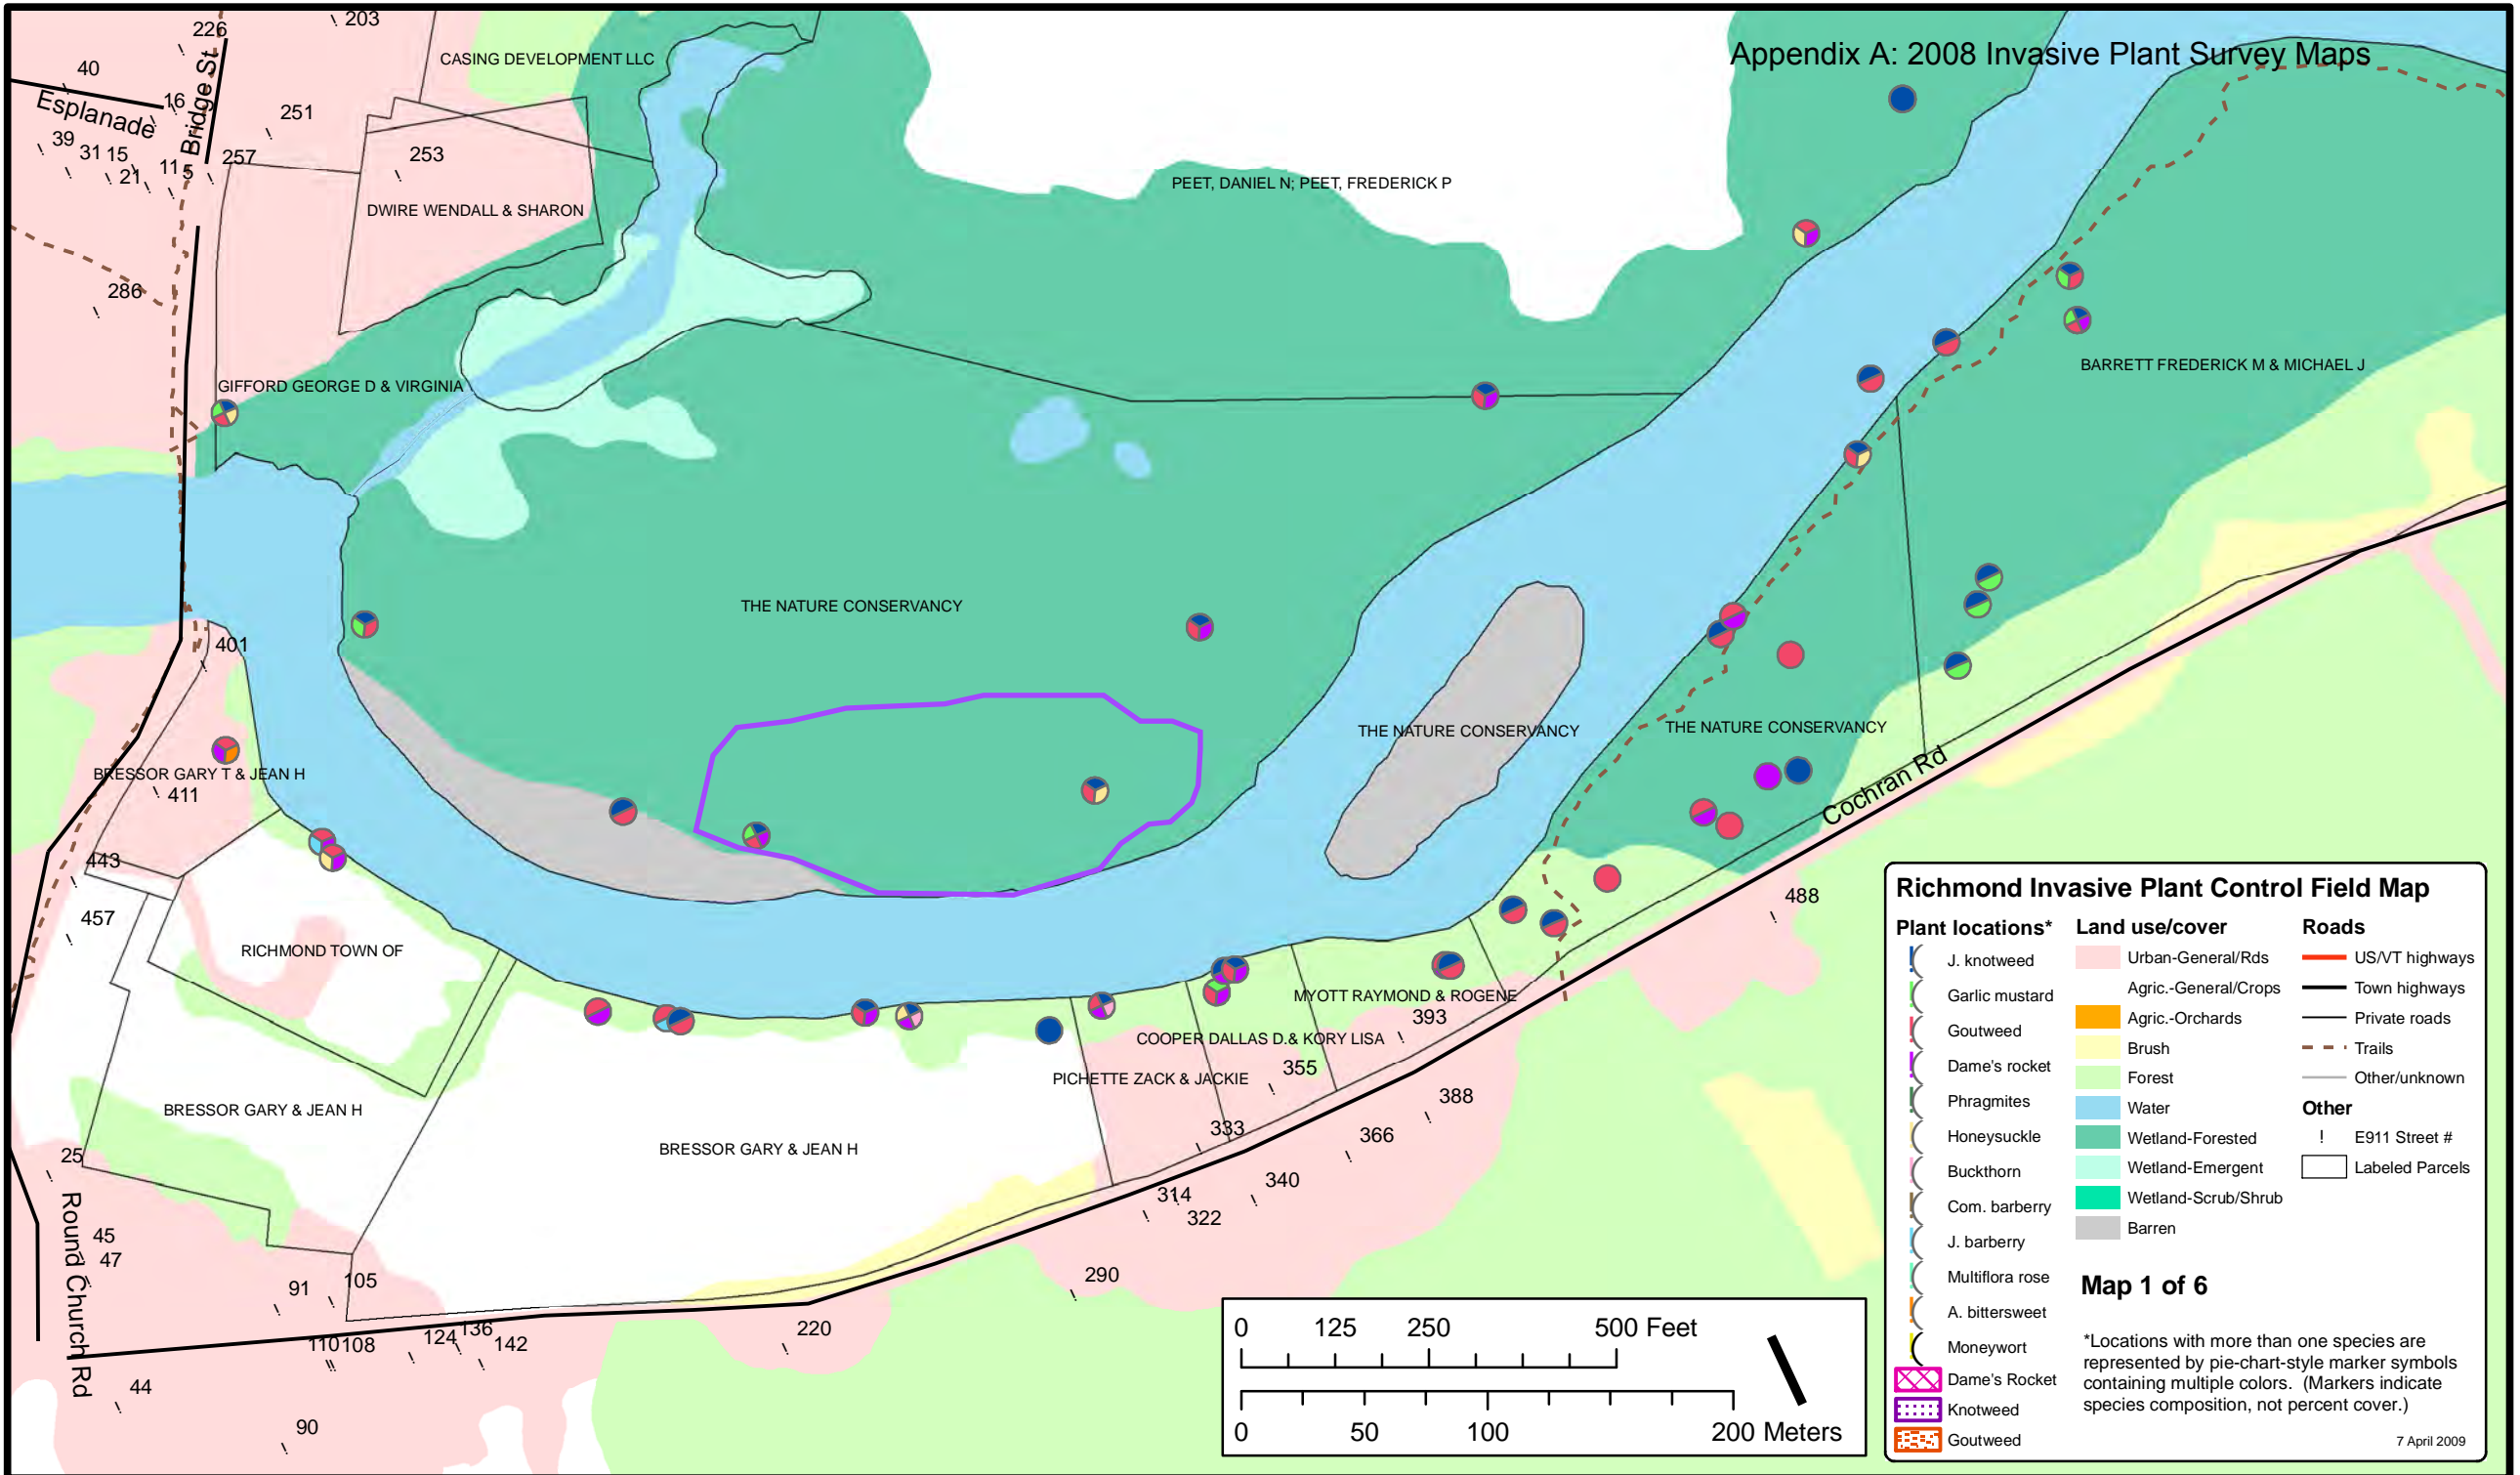 Appendix A: 2008 Invasive Plant Survey Maps
203
226
CASING DEVELOPMENT LLC
40
Bridge St
16
Esplanade
251
39
31
15
21
11
5
257
253
DWIRE WENDALL & SHARON
PEET, DANIEL N; PEET, FREDERICK P
286
GIFFORD GEORGE D & VIRGINIA
BARRETT FREDERICK M & MICHAEL J
THE NATURE CONSERVANCY
401
THE NATURE CONSERVANCY
THE NATURE CONSERVANCY
BRESSOR GARY T & JEAN H
411
Cochran Rd
443
457
488
RICHMOND TOWN OF
MYOTT RAYMOND & ROGENE
393
COOPER DALLAS D.& KORY LISA
355
PICHETTE ZACK & JACKIE
388
BRESSOR GARY & JEAN H
333
366
BRESSOR GARY & JEAN H
25
340
314
322
Round Church Rd
45
47
290
91
105
220
110
108
124
136
142
44
90
0 125 250 500 Feet
0 50 100 200 Meters
Richmond Invasive Plant Control Field Map
Plant locations*
J. knotweed
Garlic mustard
Goutweed
Dame's rocket
Phragmites
Honeysuckle
Buckthorn
Com. barberry
J. barberry
Multiflora rose
A. bittersweet
Moneywort
Dame's Rocket
Knotweed
Goutweed
Land use/cover
Urban-General/Rds
Agric.-General/Crops
Agric.-Orchards
Brush
Forest
Water
Wetland-Forested
Wetland-Emergent
Wetland-Scrub/Shrub
Barren
Roads
US/VT highways
Town highways
Private roads
Trails
Other/unknown
Other
! E911 Street #
Labeled Parcels
Map 1 of 6
*Locations with more than one species are
represented by pie-chart-style marker symbols
containing multiple colors. (Markers indicate
species composition, not percent cover.)
7 April 2009